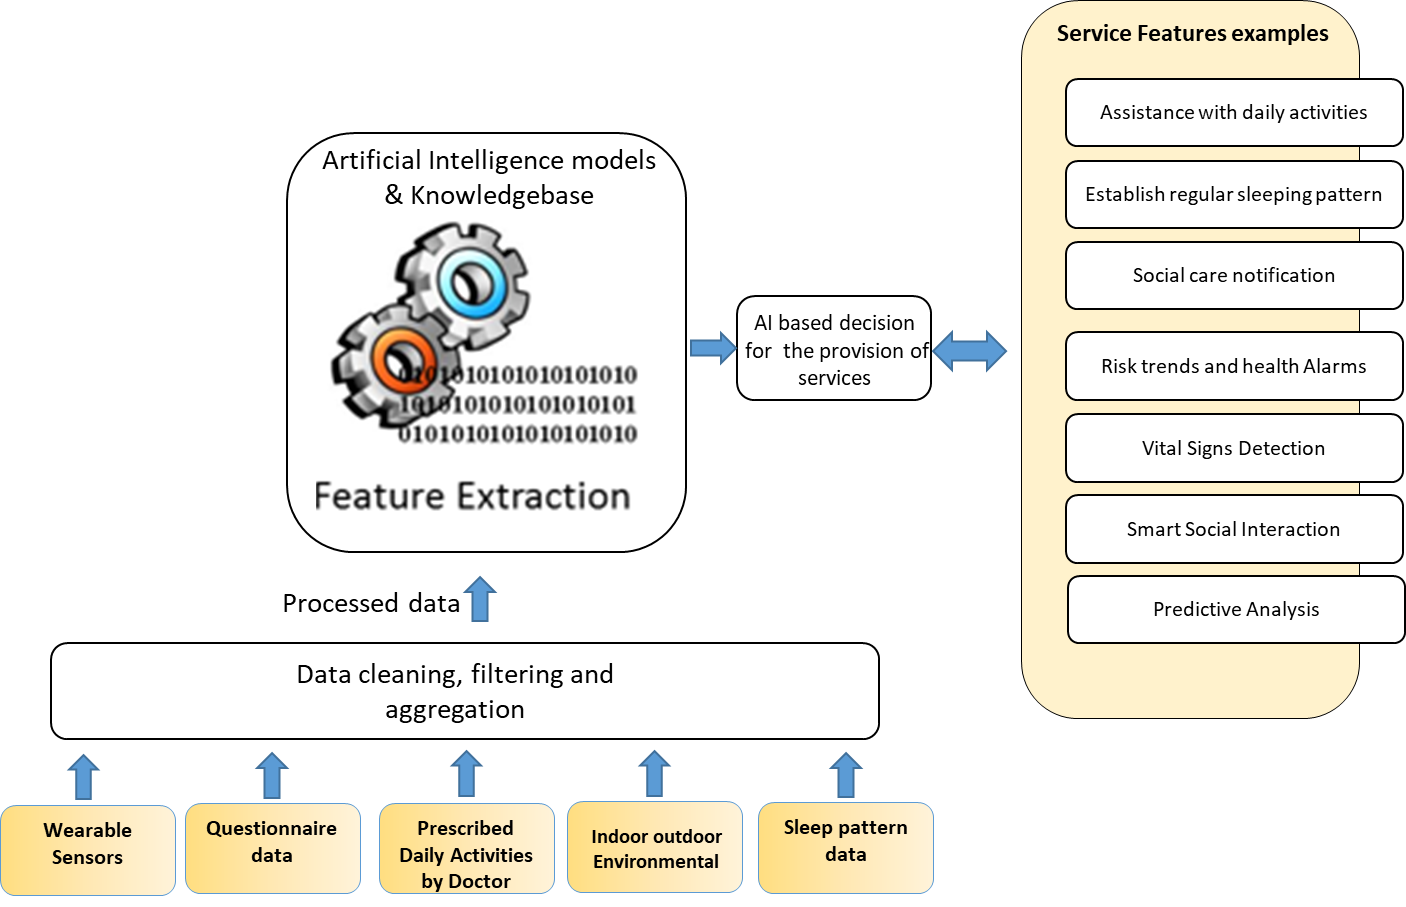 Service Features examples
Assistance with daily activities
Establish regular sleeping pattern
Social care notification
Risk trends and health Alarms
Vital Signs Detection
Smart Social Interaction
Predictive Analysis
Artificial Intelligence models
& Knowledgebase
010101010101010101010
101010101010101010101
010101010101010101010
Feature Extraction
AI based decision
for the provision of
services
Processed data
Data cleaning, filtering and
aggregation
Wearable
Sensors
Questionnaire
data
Prescribed
Daily Activities
by Doctor
Indoor outdoor
Environmental
Sleep pattern
data